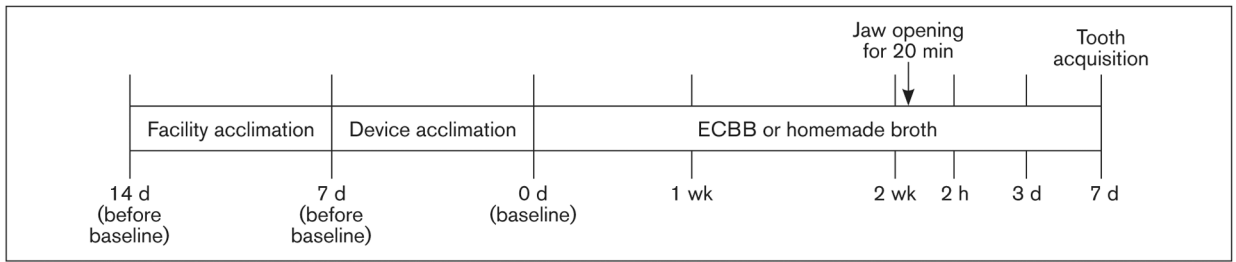 Jaw opening
for 20 min
Tooth
acquisition
Facility acclimation
Device acclimation
ECBB or homemade broth
14 d
(before
baseline)
7 d
(before
baseline)
0 d
(baseline)
1 wk
2 wk
2 h
3 d
7 d